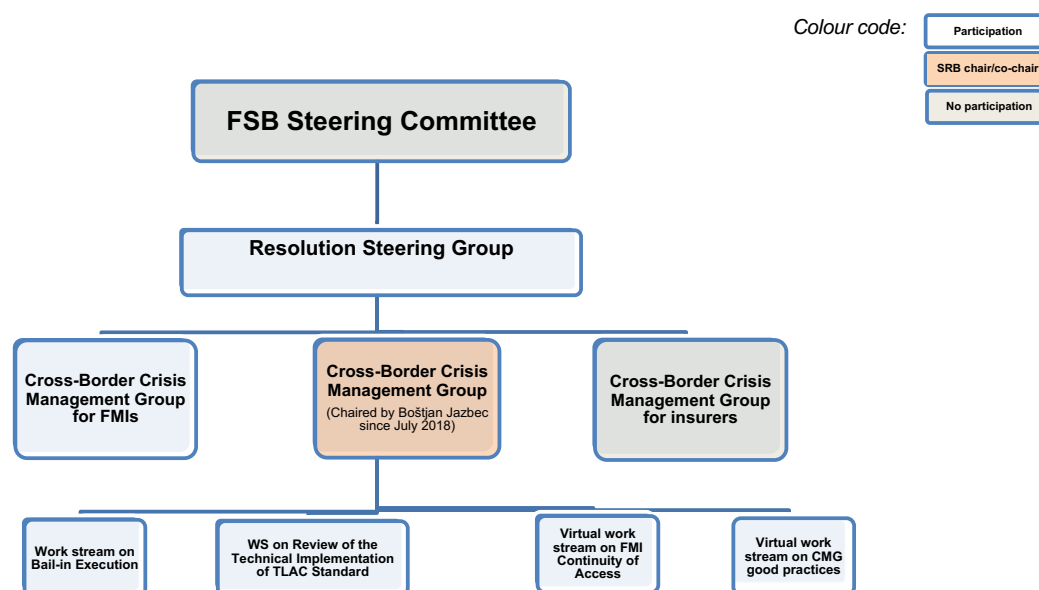 Colour code:
Participation
SRB chair/co-chair
No participation
FSB Steering Committee
Resolution Steering Group
Cross-Border Crisis
Management Group
for FMIs
Cross-Border Crisis
Management Group
(Chaired by Boštjan Jazbec
since July 2018)
Cross-Border Crisis
Management Group
for insurers
Work stream on
Bail-in Execution
WS on Review of the
Technical Implementation
of TLAC Standard
Virtual work
stream on FMI
Continuity of
Access
Virtual work
stream on CMG
good practices